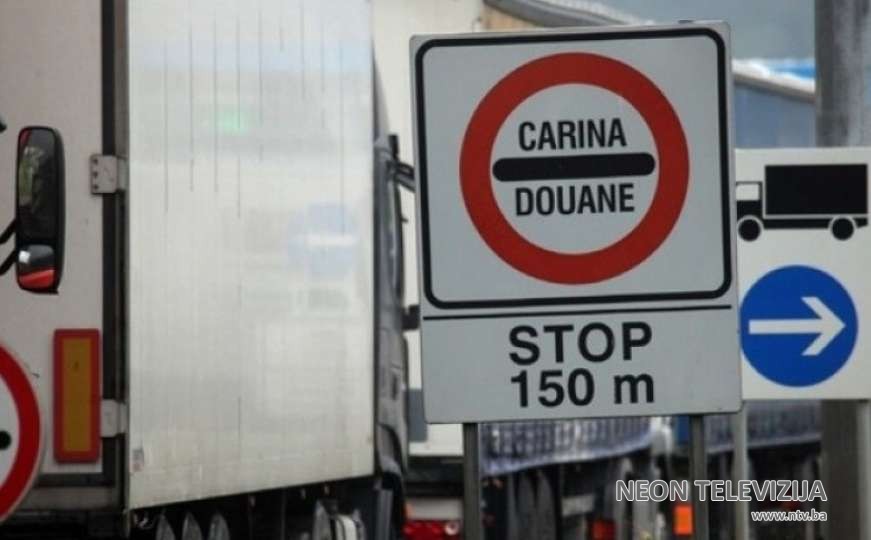 CARINA
DOUANE
STOP
150 m
NEON TELEVIZIJA
www.ntv.ba